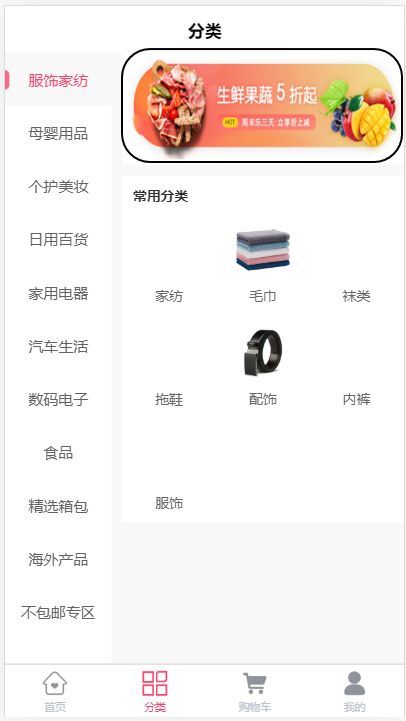 分类
服饰家纺
母婴用品
个护美妆
日用百货
家用电器
汽车生活
数码电子
食品
精选箱包
海外产品
不包邮专区
生鲜果蔬5折起
HOT 周末乐三天 立享折上减
常用分类
家纺 毛巾 袜类
拖鞋 配饰 内裤
服饰
首页 分类 购物车 我的